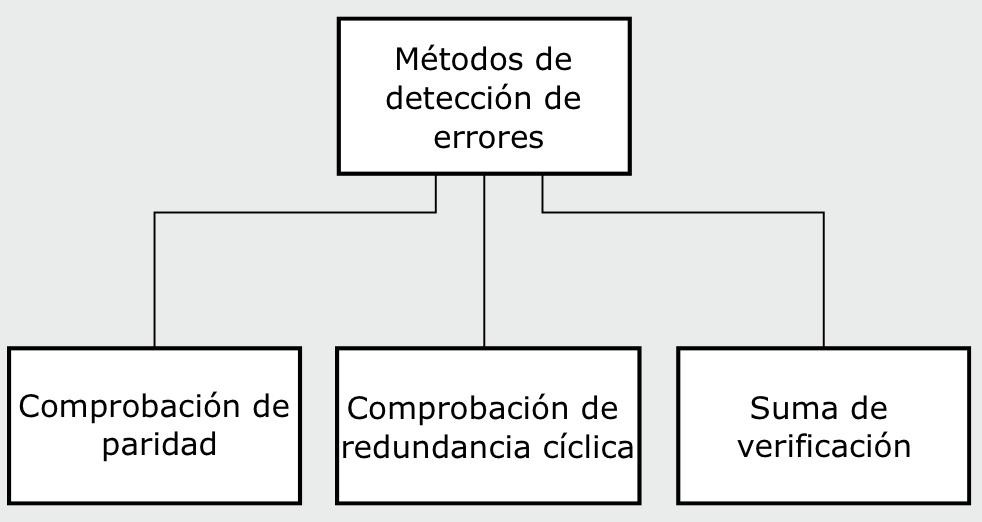 Métodos de
detección de
errores
Comprobación de
paridad
Comprobación de
redundancia cíclica
Suma de
verificación